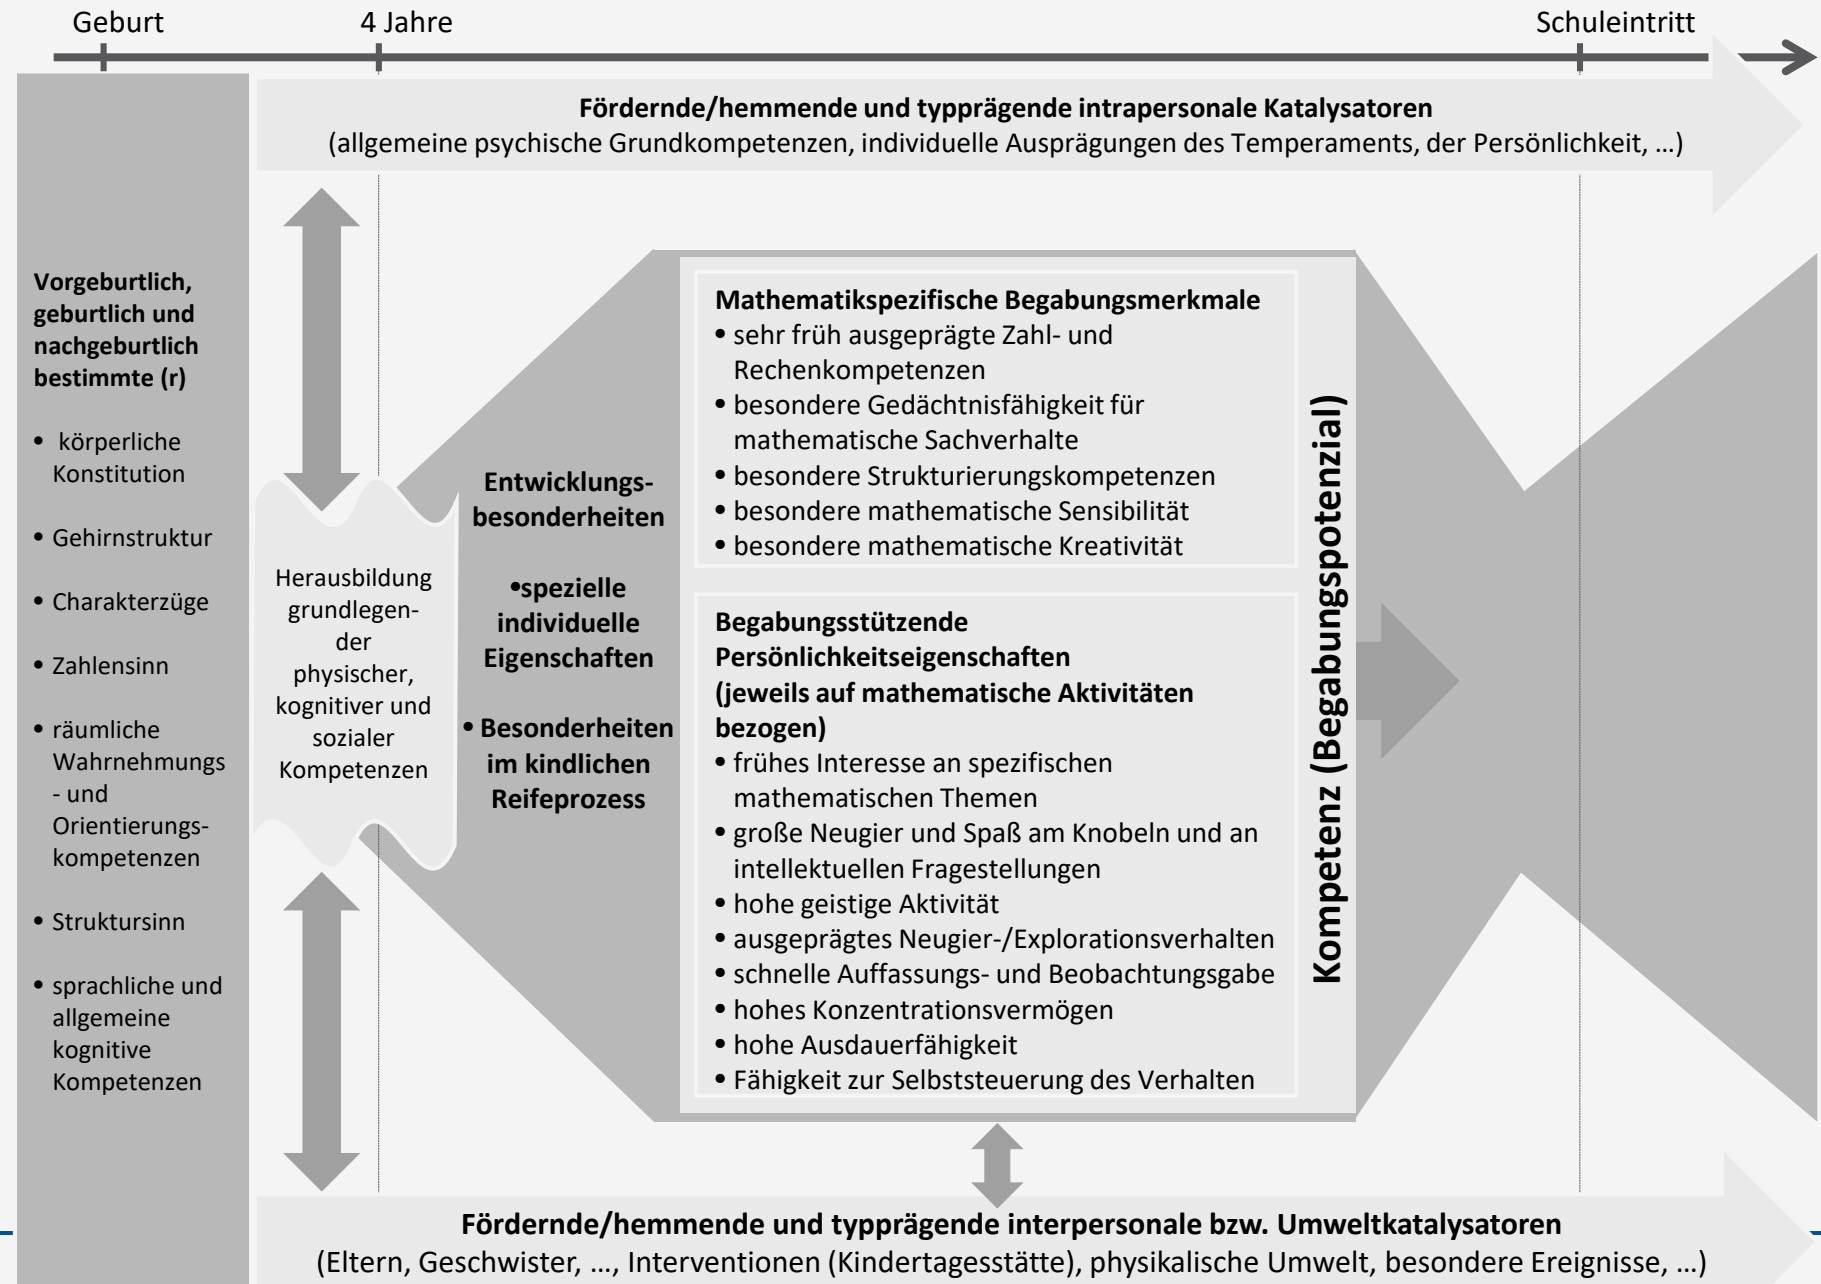 Geburt
4 Jahre
Schuleintritt
Fördernde/hemmende und typprägende intrapersonale Katalysatoren
(allgemeine psychische Grundkompetenzen, individuelle Ausprägungen des Temperaments, der Persönlichkeit, …)
Vorgeburtlich,
geburtlich und
nachgeburtlich
bestimmte (r)
• körperliche
Konstitution
• Gehirnstruktur
• Charakterzüge
• Zahlensinn
• räumliche
Wahrnehmungs
- und
Orientierungs-
kompetenzen
• Struktursinn
• sprachliche und
allgemeine
kognitive
Kompetenzen
Herausbildung
grundlegen-
der
physischer,
kognitiver und
sozialer
Kompetenzen
Entwicklungs-
besonderheiten
•spezielle
individuelle
Eigenschaften
• Besonderheiten
im kindlichen
Reifeprozess
Mathematikspezifische Begabungsmerkmale
• sehr früh ausgeprägte Zahl- und
Rechenkompetenzen
• besondere Gedächtnisfähigkeit für
mathematische Sachverhalte
• besondere Strukturierungskompetenzen
• besondere mathematische Sensibilität
• besondere mathematische Kreativität
Begabungsstützende
Persönlichkeitseigenschaften
(jeweils auf mathematische Aktivitäten
bezogen)
• frühes Interesse an spezifischen
mathematischen Themen
• große Neugier und Spaß am Knobeln und an
intellektuellen Fragestellungen
• hohe geistige Aktivität
• ausgeprägtes Neugier-/Explorationsverhalten
• schnelle Auffassungs- und Beobachtungsgabe
• hohes Konzentrationsvermögen
• hohe Ausdauerfähigkeit
• Fähigkeit zur Selbststeuerung des Verhalten
Kompetenz (Begabungspotenzial)
Fördernde/hemmende und typprägende interpersonale bzw. Umweltkatalysatoren
(Eltern, Geschwister, …, Interventionen (Kindertagesstätte), physikalische Umwelt, besondere Ereignisse, …)